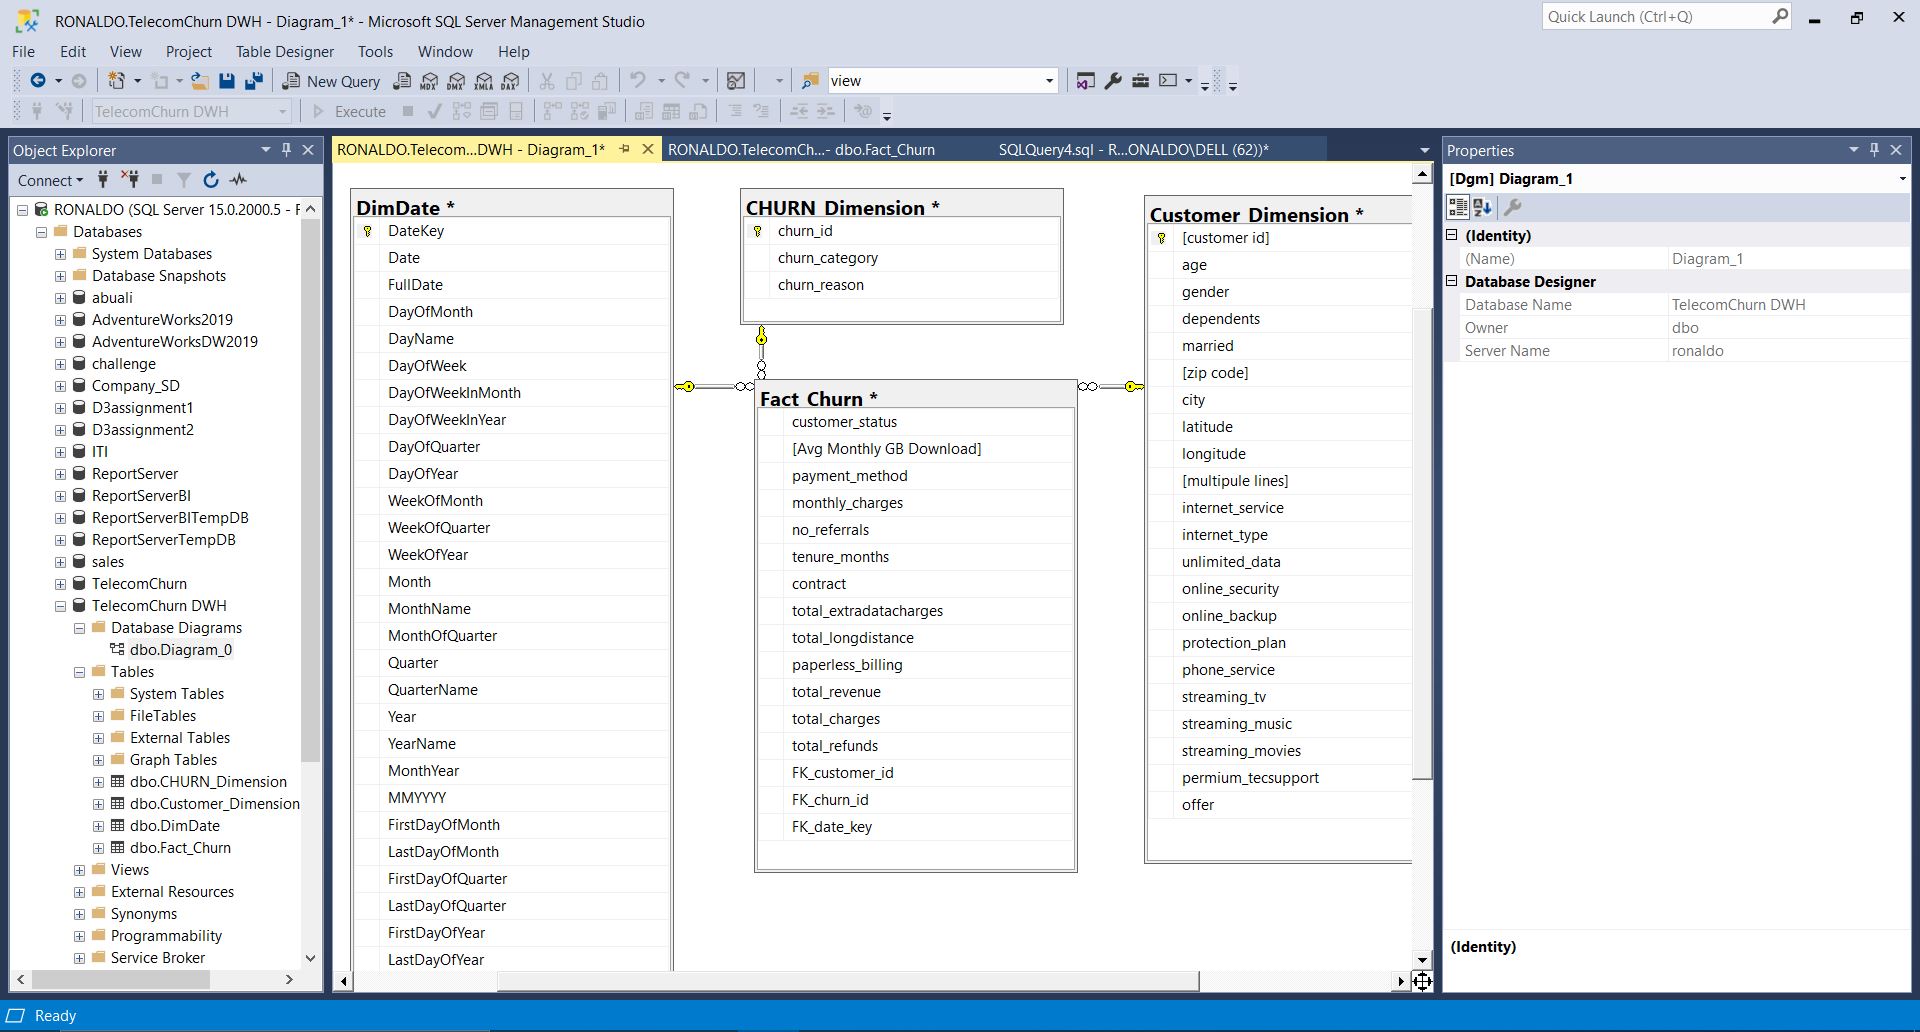 RONALDO.TelecomChurn DWH - Diagram_1* - Microsoft SQL Server Management Studio
Quick Launch (Ctrl+Q)
File Edit View Project Table Designer Tools Window Help
New Query MDX DMX XMLA DAX view
TelecomChurn DWH Execute
Object Explorer
Connect
RONALDO (SQL Server 15.0.2000.5 - F
Databases
System Databases
Database Snapshots
abuali
AdventureWorks2019
AdventureWorksDW2019
challenge
Company_SD
D3assignment1
D3assignment2
ITI
ReportServer
ReportServerBI
ReportServerBITempDB
ReportServerTempDB
sales
TelecomChurn
TelecomChurn DWH
Database Diagrams
dbo.Diagram_0
Tables
System Tables
FileTables
External Tables
Graph Tables
dbo.CHURN_Dimension
dbo.Customer_Dimension
dbo.DimDate
dbo.Fact_Churn
Views
External Resources
Synonyms
Programmability
Service Broker
RONALDO.Telecom...DWH - Diagram_1* RONALDO.TelecomCh...- dbo.Fact_Churn SQLQuery4.sql - R...ONALDO\DELL (62))*
DimDate *
DateKey
Date
FullDate
DayOfMonth
DayName
DayOfWeek
DayOfWeekInMonth
DayOfWeekInYear
DayOfQuarter
DayOfYear
WeekOfMonth
WeekOfQuarter
WeekOfYear
Month
MonthName
MonthOfQuarter
Quarter
QuarterName
Year
YearName
MonthYear
MMYYYY
FirstDayOfMonth
LastDayOfMonth
FirstDayOfQuarter
LastDayOfQuarter
FirstDayOfYear
LastDayOfYear
CHURN_Dimension *
churn_id
churn_category
churn_reason
Fact_Churn *
customer_status
[Avg Monthly GB Download]
payment_method
monthly_charges
no_referrals
tenure_months
contract
total_extradatacharges
total_longdistance
paperless_billing
total_revenue
total_charges
total_refunds
FK_customer_id
FK_churn_id
FK_date_key
Customer_Dimension *
[customer id]
age
gender
dependents
married
[zip code]
city
latitude
longitude
[multipule lines]
internet_service
internet_type
unlimited_data
online_security
online_backup
protection_plan
phone_service
streaming_tv
streaming_music
streaming_movies
permium_tecsupport
offer
Properties
[Dgm] Diagram_1
(Identity)
(Name) Diagram_1
Database Designer
Database Name TelecomChurn DWH
Owner dbo
Server Name ronaldo
(Identity)
Ready